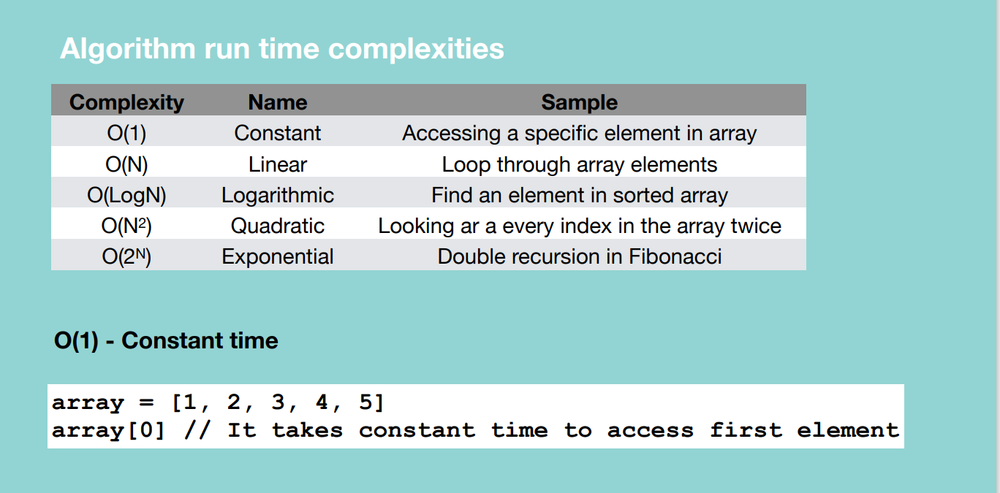 Algorithm run time complexities
Complexity Name Sample
O(1) Constant Accessing a specific element in array
O(N) Linear Loop through array elements
O(LogN) Logarithmic Find an element in sorted array
O(N²) Quadratic Looking ar a every index in the array twice
O(2ᴺ) Exponential Double recursion in Fibonacci
O(1) - Constant time
array = [1, 2, 3, 4, 5]
array[0] // It takes constant time to access first element